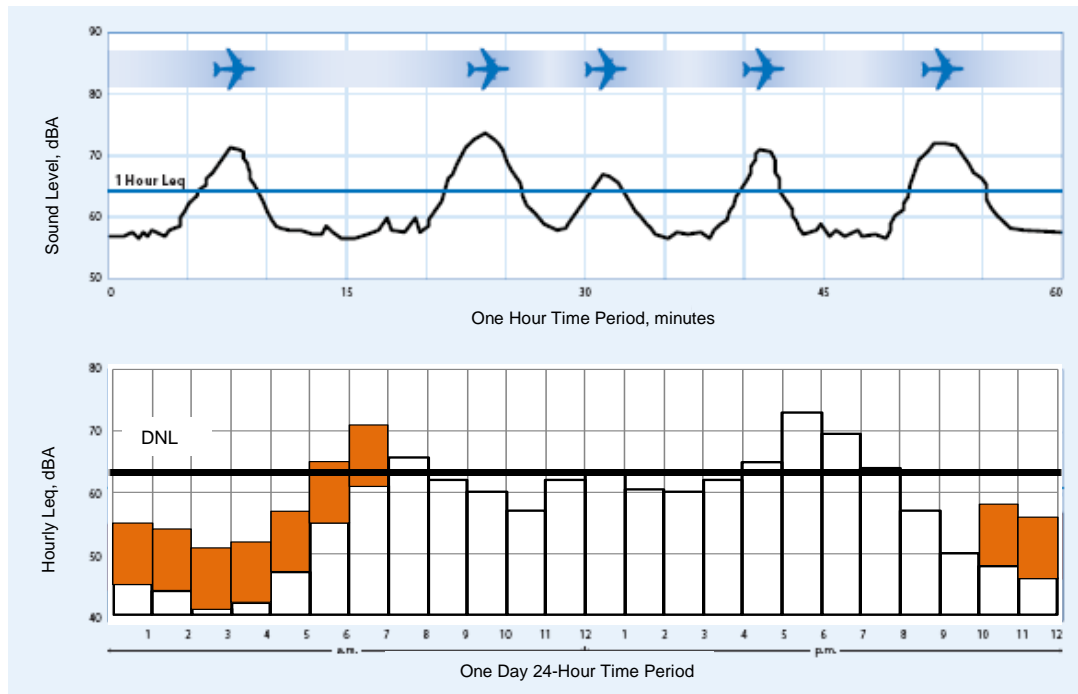 90
80
70
60
50
Sound Level, dBA
1 Hour Leq
0 15 30 45 60
One Hour Time Period, minutes
80
70
60
50
40
Hourly Leq, dBA
DNL
1 2 3 4 5 6 7 8 9 10 11 12 1 2 3 4 5 6 7 8 9 10 11 12
a.m. p.m.
One Day 24-Hour Time Period